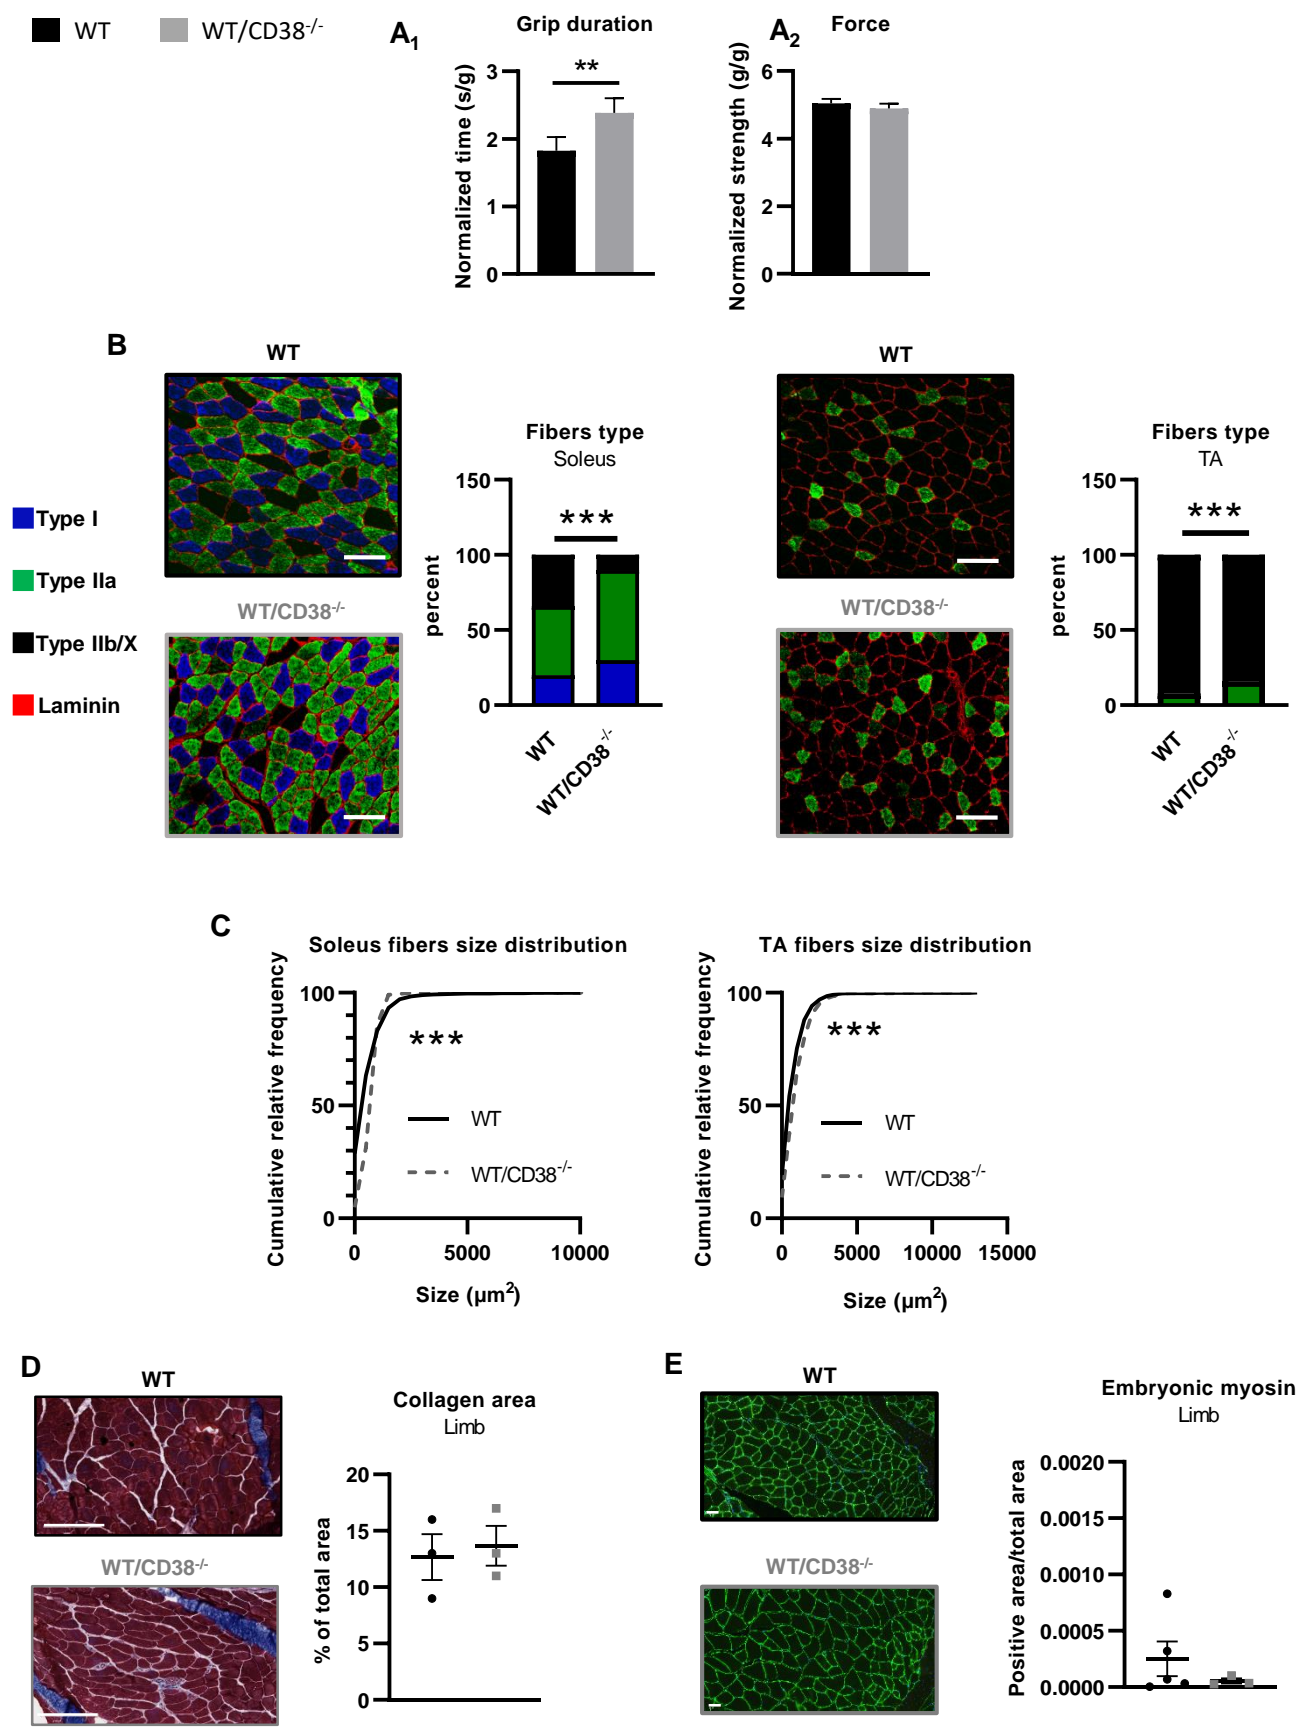 WT
WT/CD38-/-
A1
Grip duration
Normalized time (s/g)
3
2
1
0
**
A2
Force
Normalized strength (g/g)
6
4
2
0
B
Type I
Type IIa
Type IIb/X
Laminin
WT
WT/CD38-/-
Fibers type
Soleus
percent
150
100
50
0
***
WT
WT/CD38-/-
WT
WT/CD38-/-
Fibers type
TA
percent
150
100
50
0
***
WT
WT/CD38-/-
C
Soleus fibers size distribution
Cumulative relative frequency
100
50
0
***
WT
WT/CD38-/-
0
5000
10000
Size (µm2)
TA fibers size distribution
Cumulative relative frequency
100
50
0
***
WT
WT/CD38-/-
0
5000
10000
15000
Size (µm2)
D
WT
WT/CD38-/-
Collagen area
Limb
% of total area
20
15
10
5
0
E
WT
WT/CD38-/-
Embryonic myosin
Limb
Positive area/total area
0.0020
0.0015
0.0010
0.0005
0.0000